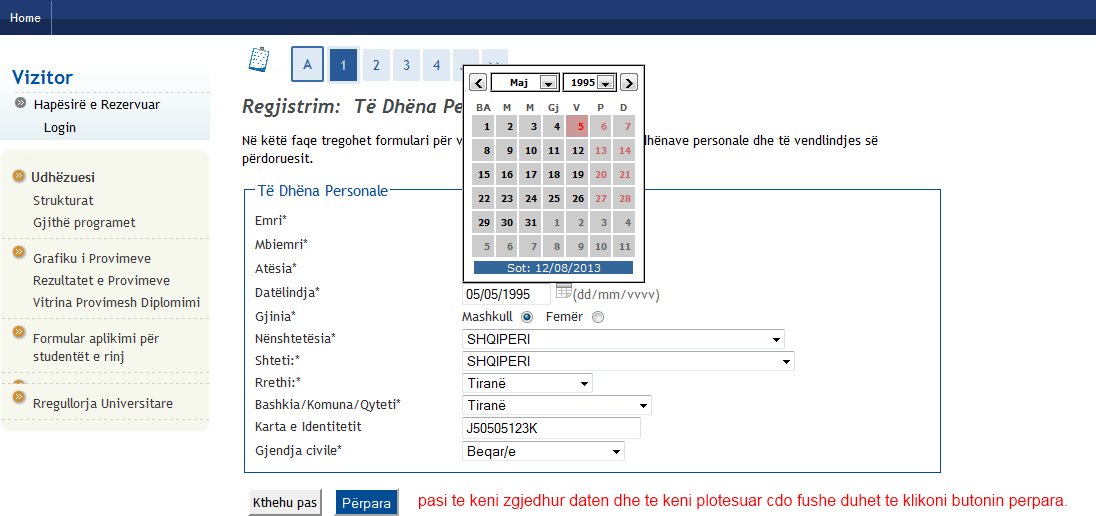 Home
A 1 2 3 4 .. >>
Vizitor
Hapësirë e Rezervuar
Login
Udhëzuesi
Strukturat
Gjithë programet
Grafiku i Provimeve
Rezultatet e Provimeve
Vitrina Provimesh Diplomimi
Formular aplikimi për
studentët e rinj
Rregullorja Universitare
Regjistrim: Të Dhëna
Në këtë faqe tregohet formulari për
personale dhe të vendlindjes së
përdoruesit.
< Maj 1995 >
BA M M Gj V P D
1 2 3 4 5 6 7
8 9 10 11 12 13 14
15 16 17 18 19 20 21
22 23 24 25 26 27 28
29 30 31 1 2 3 4
5 6 7 8 9 10 11
Sot: 12/08/2013
Të Dhëna Personale
Emri*
Mbiemri*
Atësia*
Datëlindja* 05/05/1995 (dd/mm/vvvv)
Gjinia* Mashkull Femër
Nënshtetësia* SHQIPERI
Shteti:* SHQIPERI
Rrethi:* Tiranë
Bashkia/Komuna/Qyteti* Tiranë
Karta e Identitetit J50505123K
Gjendja civile* Beqar/e
Kthehu pas Përpara pasi te keni zgjedhur daten dhe te keni plotesuar cdo fushe duhet te klikoni butonin perpara.